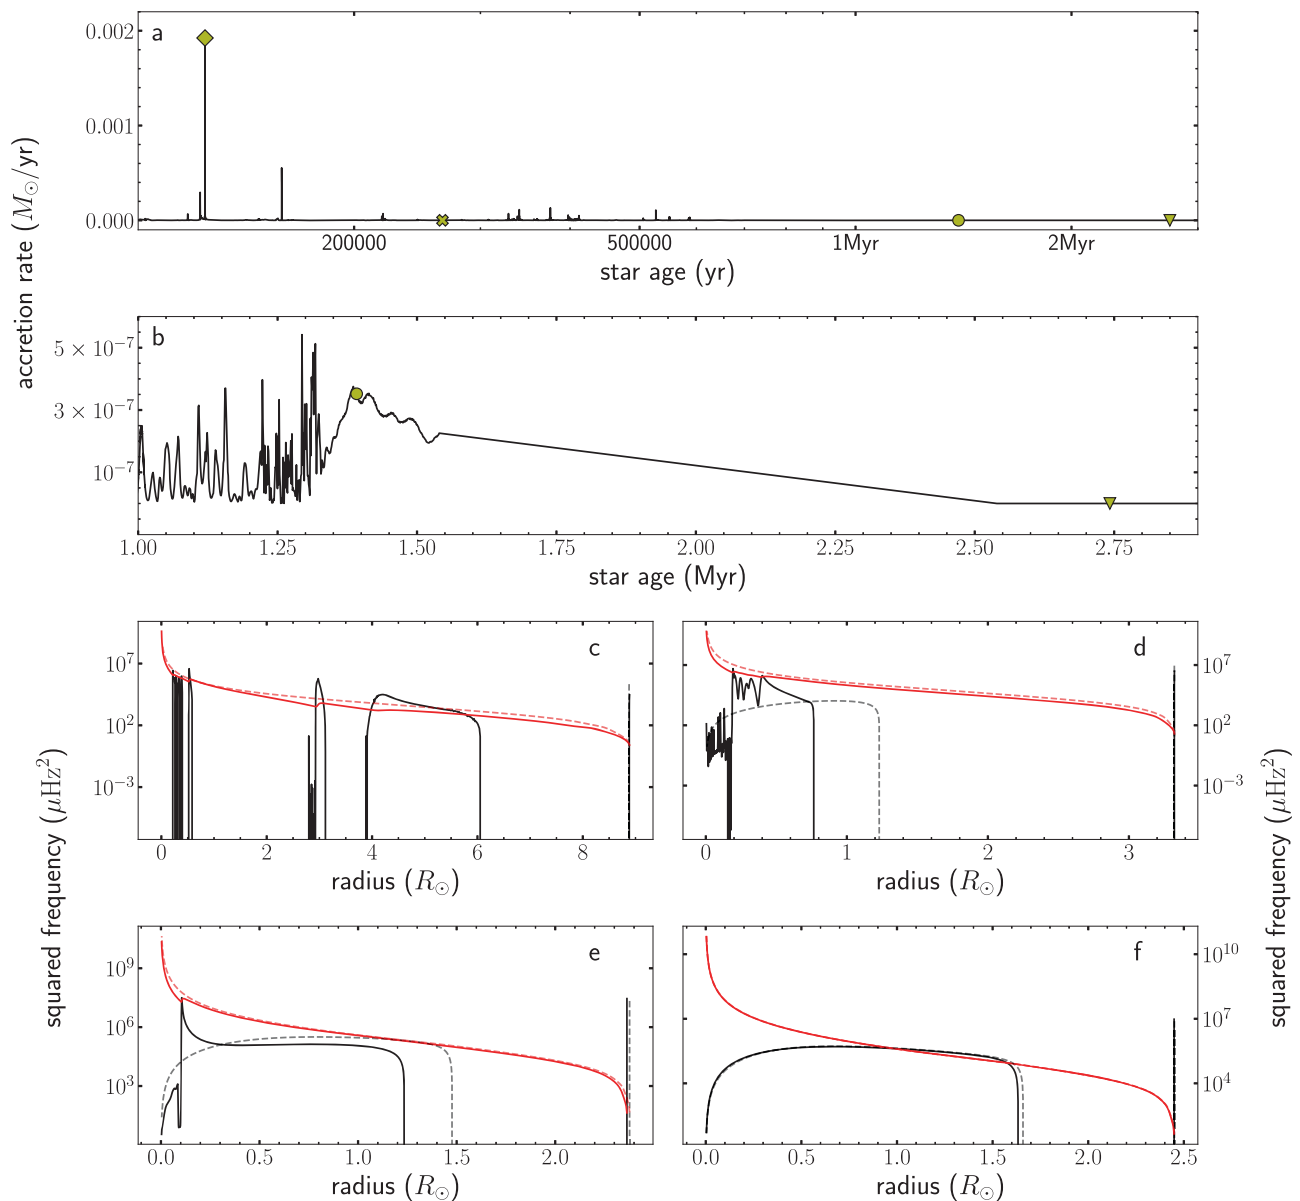 a
0.002
0.001
0.000
200000 500000 1Myr 2Myr
star age (yr)
accretion rate (M⊙/yr)
b
5 × 10⁻⁷
3 × 10⁻⁷
10⁻⁷
1.00 1.25 1.50 1.75 2.00 2.25 2.50 2.75
star age (Myr)
squared frequency (μHz²)
c
10⁷
10²
10⁻³
0 2 4 6 8
radius (R⊙)
d
10⁷
10²
10⁻³
0 1 2 3
radius (R⊙)
squared frequency (μHz²)
e
10⁹
10⁶
10³
0.0 0.5 1.0 1.5 2.0
radius (R⊙)
f
10¹⁰
10⁷
10⁴
0.0 0.5 1.0 1.5 2.0 2.5
radius (R⊙)